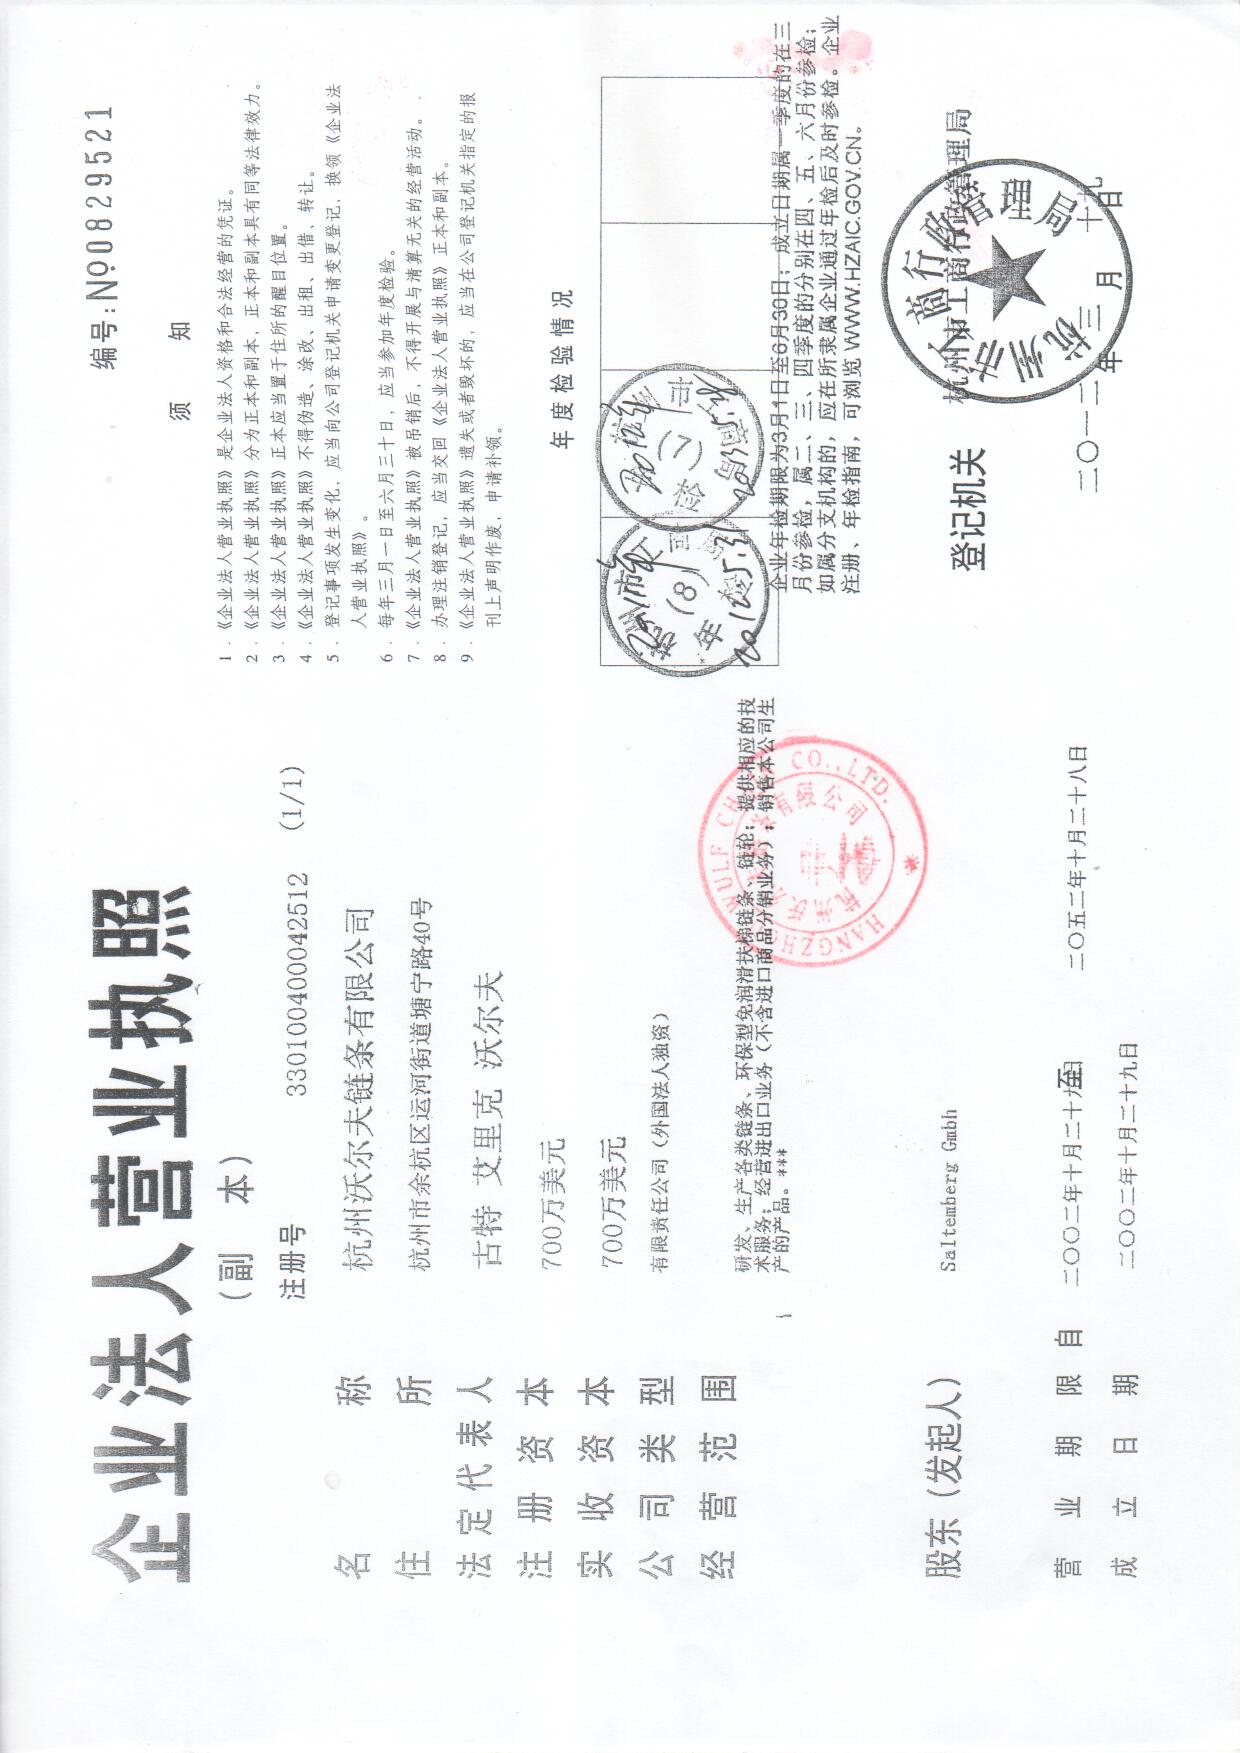 企业法人营业执照
（副 本）
注册号 330100400042512 (1/1)
名称 杭州沃尔夫链条有限公司
住所 杭州市余杭区运河街道塘宁路40号
法定代表人 古特 艾里克 沃尔夫
注册资本 700万美元
实收资本 700万美元
公司类型 有限责任公司（外国法人独资）
经营范围 研发、生产各类链条、环保型免润滑扶梯链条、链轮；提供相应的技
术服务；经营进出口业务（不含进口商品分销业务）；销售本公司生
产的产品。***
HANGZHOU WULF CHAIN CO.,LTD.
股东（发起人） Saltemberg Gmbh
营业期限 自 二〇〇二年十月二十九日 至 二〇五二年十月二十八日
成立日期 二〇〇二年十月二十九日
编号:No.0829521
须 知
1．《企业法人营业执照》是企业法人资格和合法经营的凭证。
2．《企业法人营业执照》分为正本和副本，正本和副本具有同等法律效力。
3．《企业法人营业执照》正本应当置于住所的醒目位置。
4．《企业法人营业执照》不得伪造、涂改、出租、出借、转让。
5．登记事项发生变化，应当向公司登记机关申请变更登记，换领《企业法
人营业执照》。
6．每年三月一日至六月三十日，应当参加年度检验。
7．《企业法人营业执照》被吊销后，不得开展与清算无关的经营活动。
8．办理注销登记，应当交回《企业法人营业执照》正本和副本。
9．《企业法人营业执照》遗失或者毁坏的，应当在公司登记机关指定的报
刊上声明作废，申请补领。
年度检验情况
(8)
2012.5.31
(7)
企业年检期限为3月1日至6月30日；成立日期属一季度的在三
月份参检，属二、三、四季度的分别在四、五、六月份参检；
如属分支机构的，应在所隶属企业通过年检后及时参检。企业
注册、年检指南，可浏览 WWW.HZAIC.GOV.CN。
登记机关 杭州市工商行政管理局
杭州市工商行政管理局
二〇一二年三月十九日